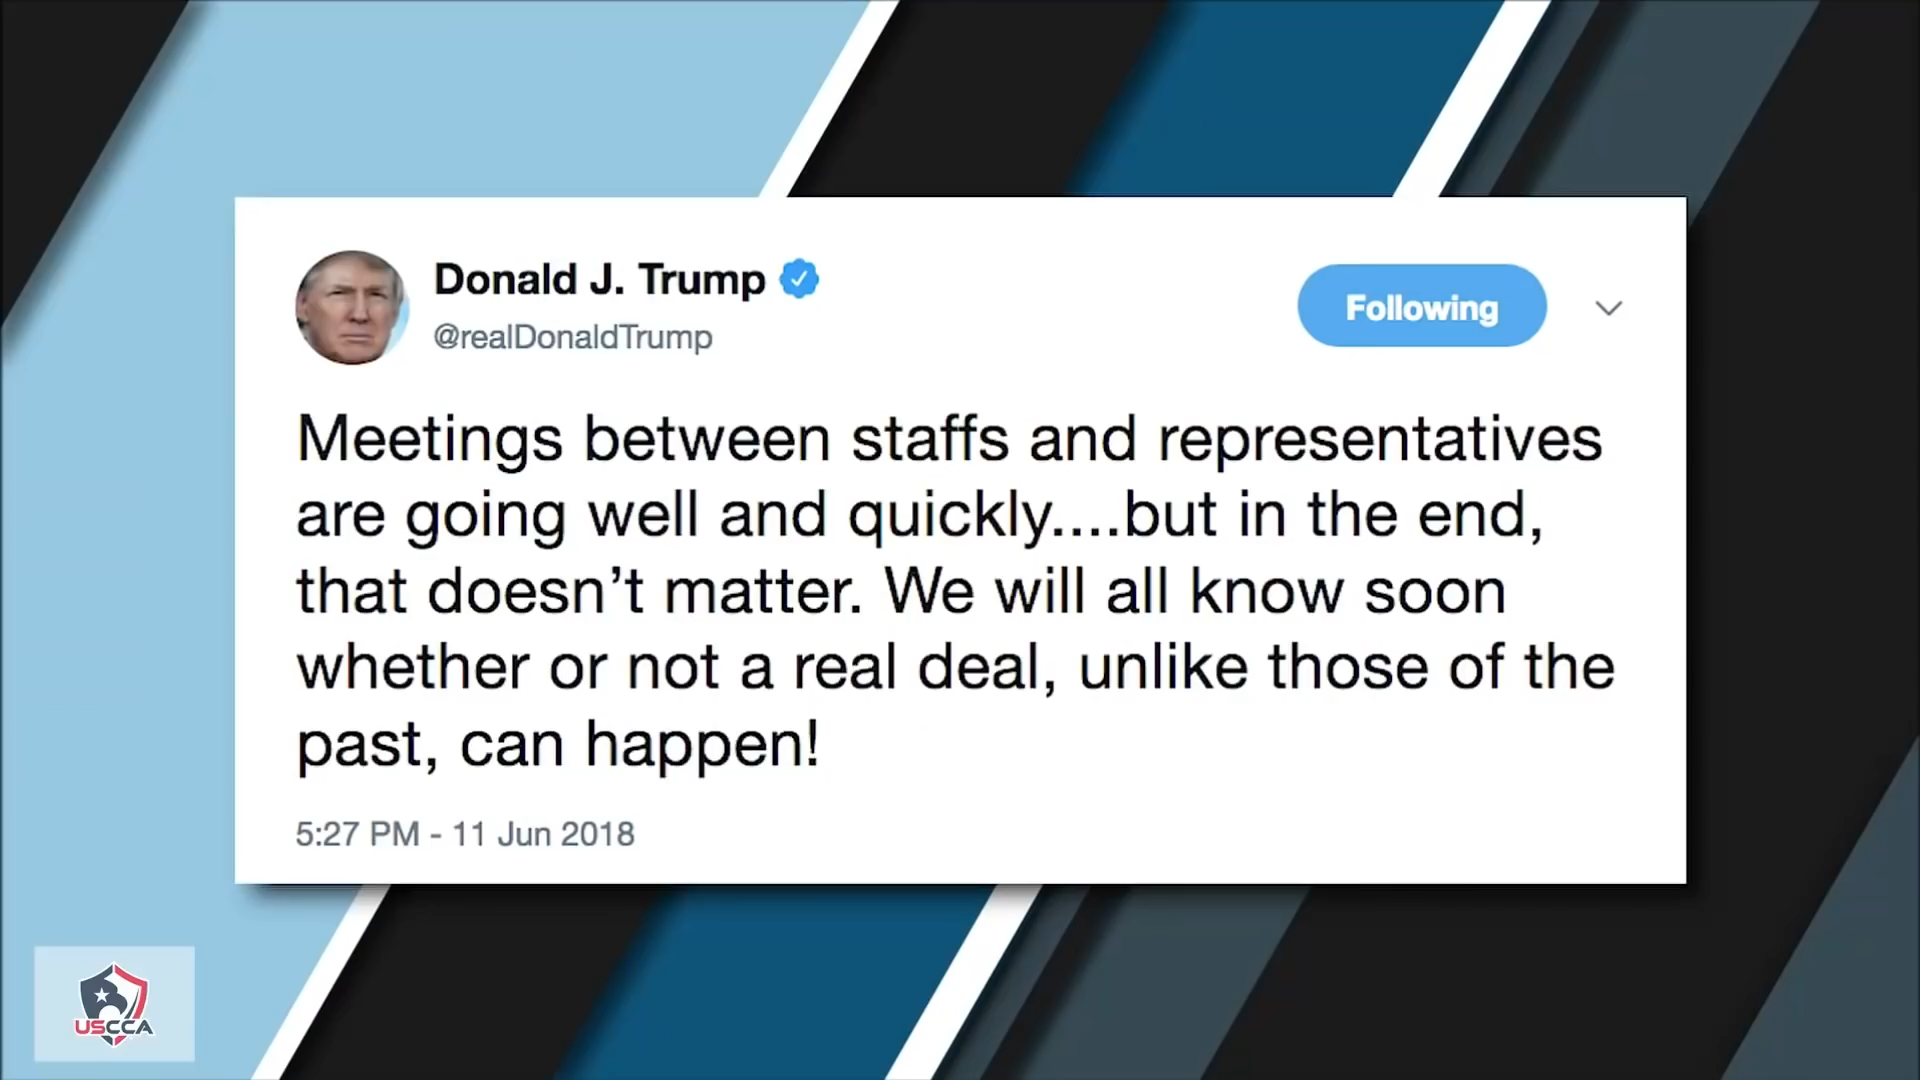 Donald J. Trump
@realDonaldTrump
Following
Meetings between staffs and representatives
are going well and quickly....but in the end,
that doesn’t matter. We will all know soon
whether or not a real deal, unlike those of the
past, can happen!
5:27 PM - 11 Jun 2018
USCCA